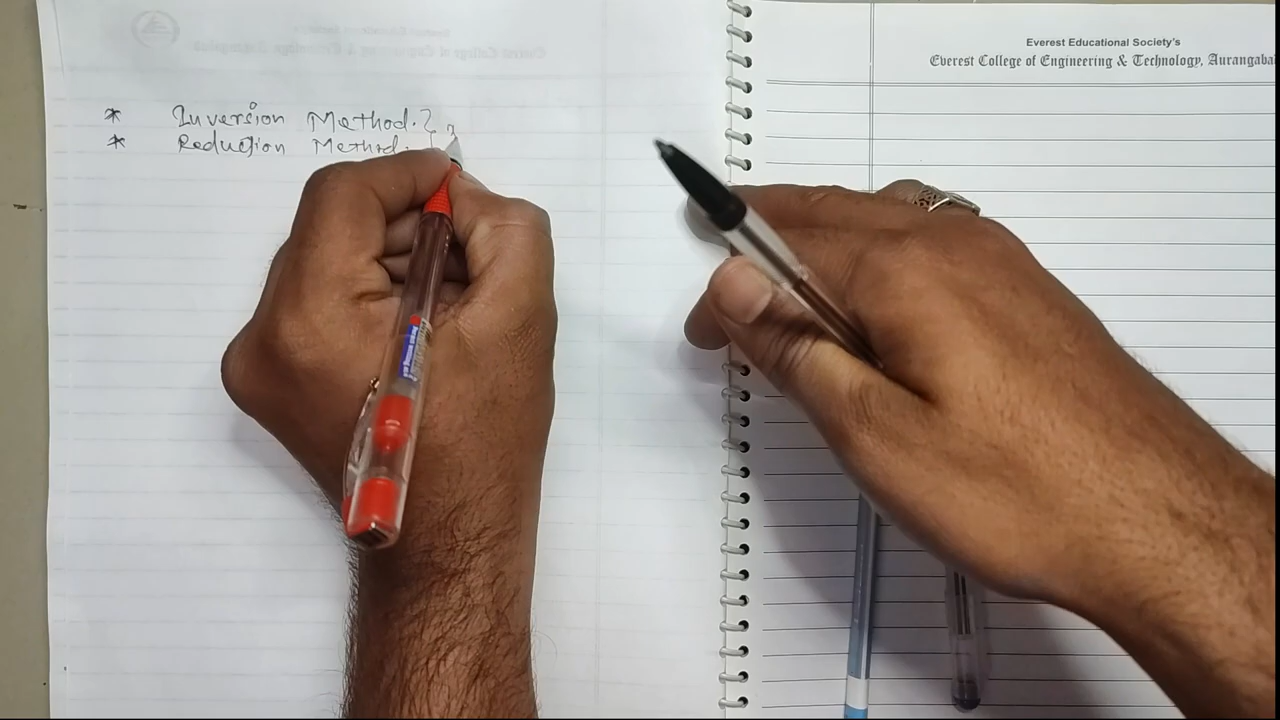 Everest Educational Society's
Everest College of Engineering & Technology, Aurangaba
* Inversion Method.
* Reduction Method.